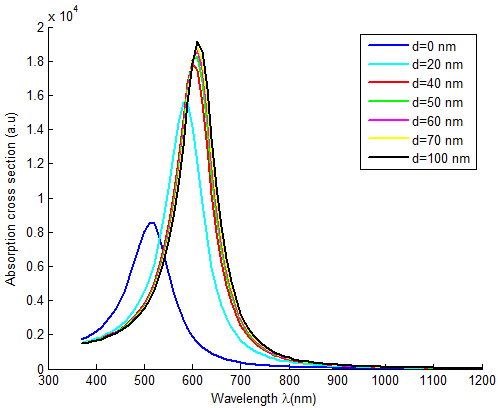 x 10^4
2
1.8
1.6
1.4
1.2
1
0.8
0.6
0.4
0.2
0
Absorption cross section (a.u)
300 400 500 600 700 800 900 1000 1100 1200
Wavelength λ(nm)
d=0 nm
d=20 nm
d=40 nm
d=50 nm
d=60 nm
d=70 nm
d=100 nm